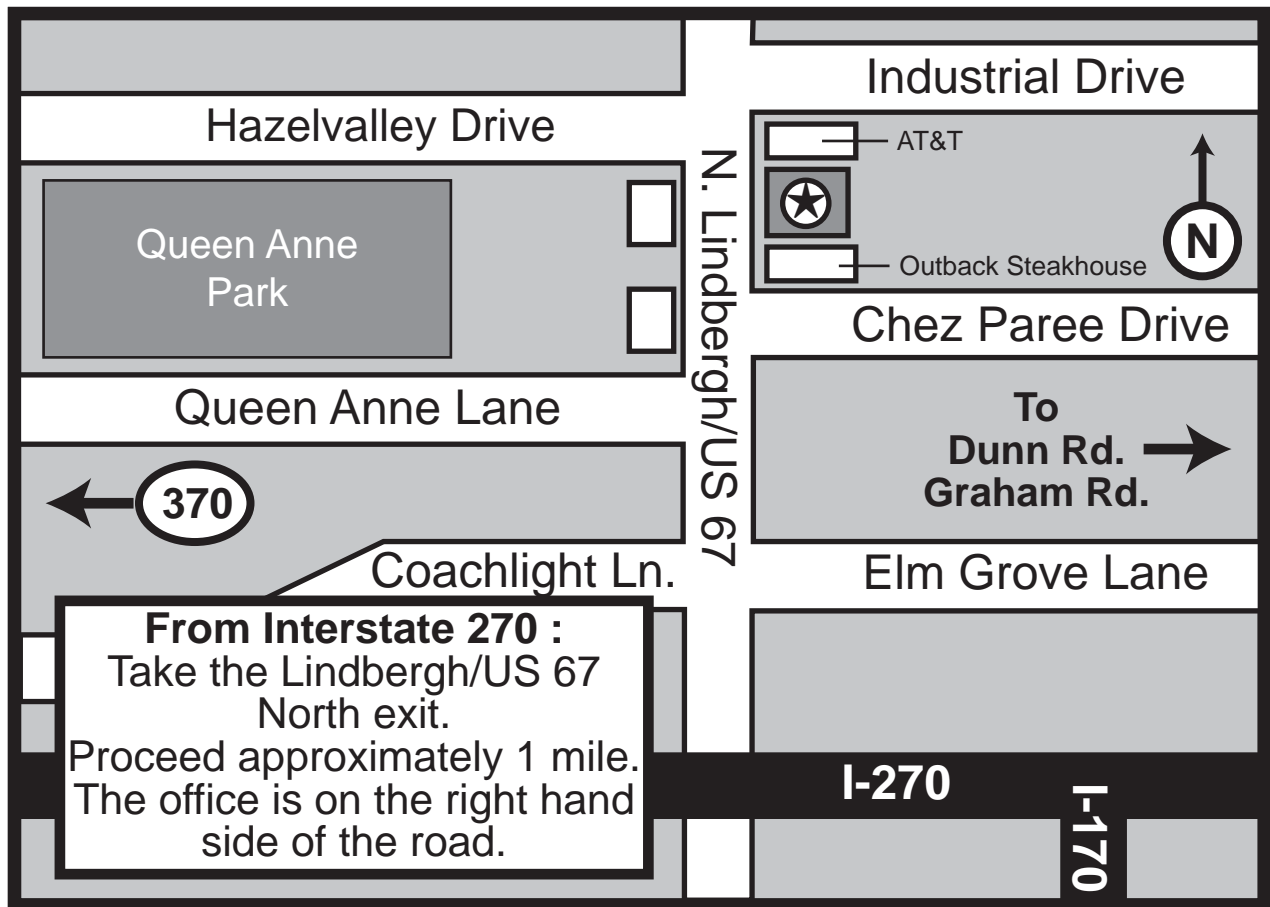 Industrial Drive
Hazelvalley Drive
AT&T
N
Outback Steakhouse
Queen Anne
Park
N. Lindbergh/US 67
Chez Paree Drive
Queen Anne Lane
To
Dunn Rd.
Graham Rd.
370
Coachlight Ln.
Elm Grove Lane
From Interstate 270 :
Take the Lindbergh/US 67
North exit.
Proceed approximately 1 mile.
The office is on the right hand
side of the road.
I-270
I-170